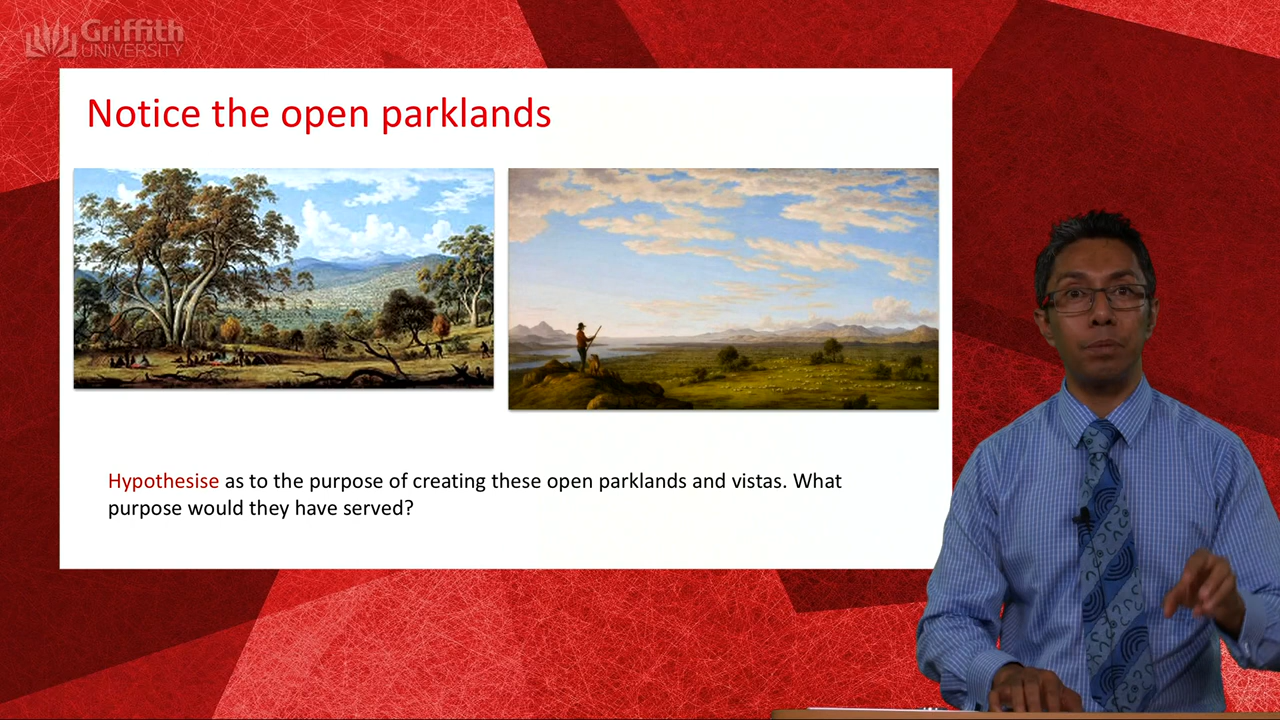 Griffith
UNIVERSITY
Notice the open parklands
Hypothesise as to the purpose of creating these open parklands and vistas. What
purpose would they have served?